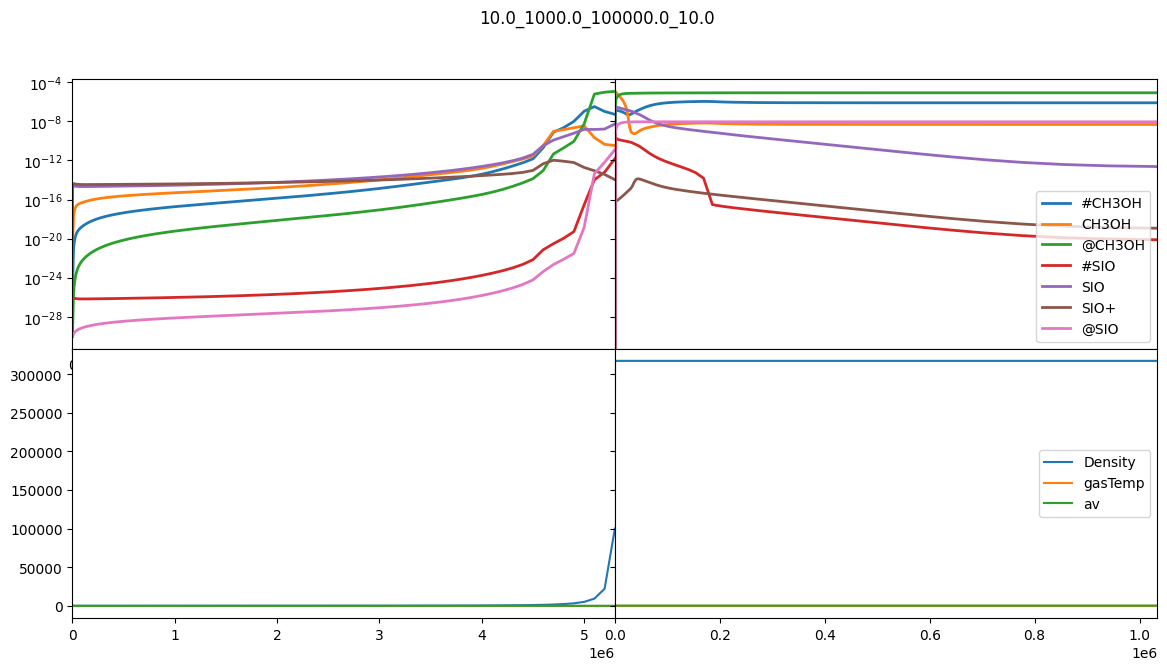 10.0_1000.0_100000.0_10.0
10⁻⁴
10⁻⁸
10⁻¹²
10⁻¹⁶
10⁻²⁰
10⁻²⁴
10⁻²⁸
#CH3OH
CH3OH
@CH3OH
#SIO
SIO
SIO+
@SIO
300000
250000
200000
150000
100000
50000
0
Density
gasTemp
av
0 1 2 3 4 5 0.0 0.2 0.4 0.6 0.8 1.0
1e6 1e6